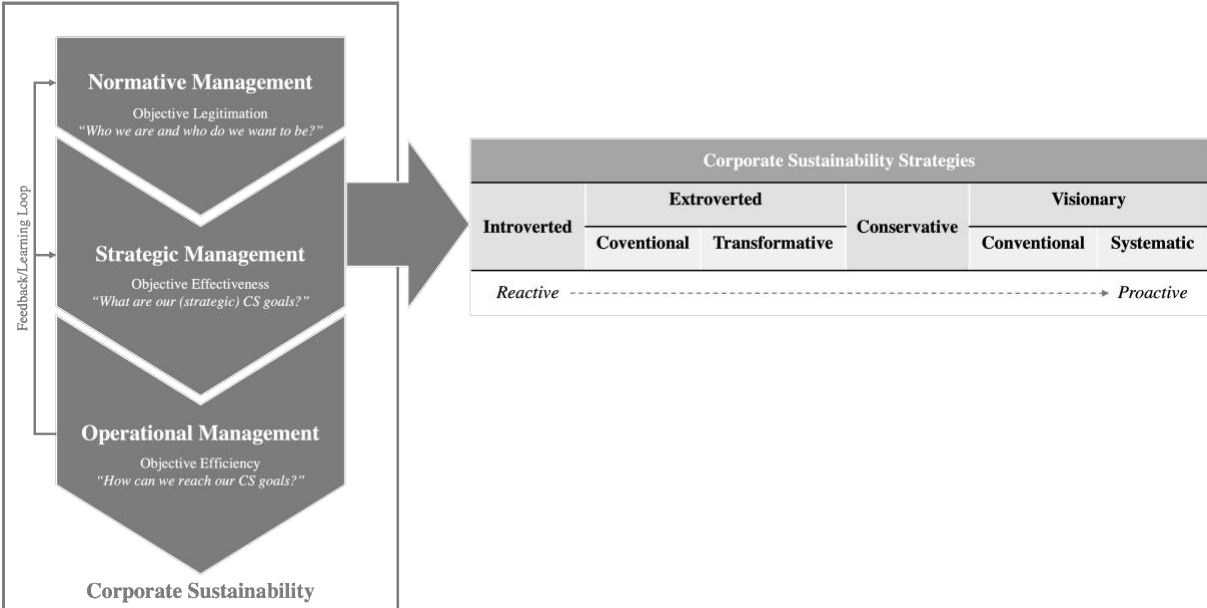 Normative Management
Objective Legitimation
“Who we are and who do we want to be?”
Feedback/Learning Loop
Strategic Management
Objective Effectiveness
“What are our (strategic) CS goals?”
Operational Management
Objective Efficiency
“How can we reach our CS goals?”
Corporate Sustainability
Corporate Sustainability Strategies
Introverted
Extroverted
Coventional
Transformative
Conservative
Visionary
Conventional
Systematic
Reactive
Proactive